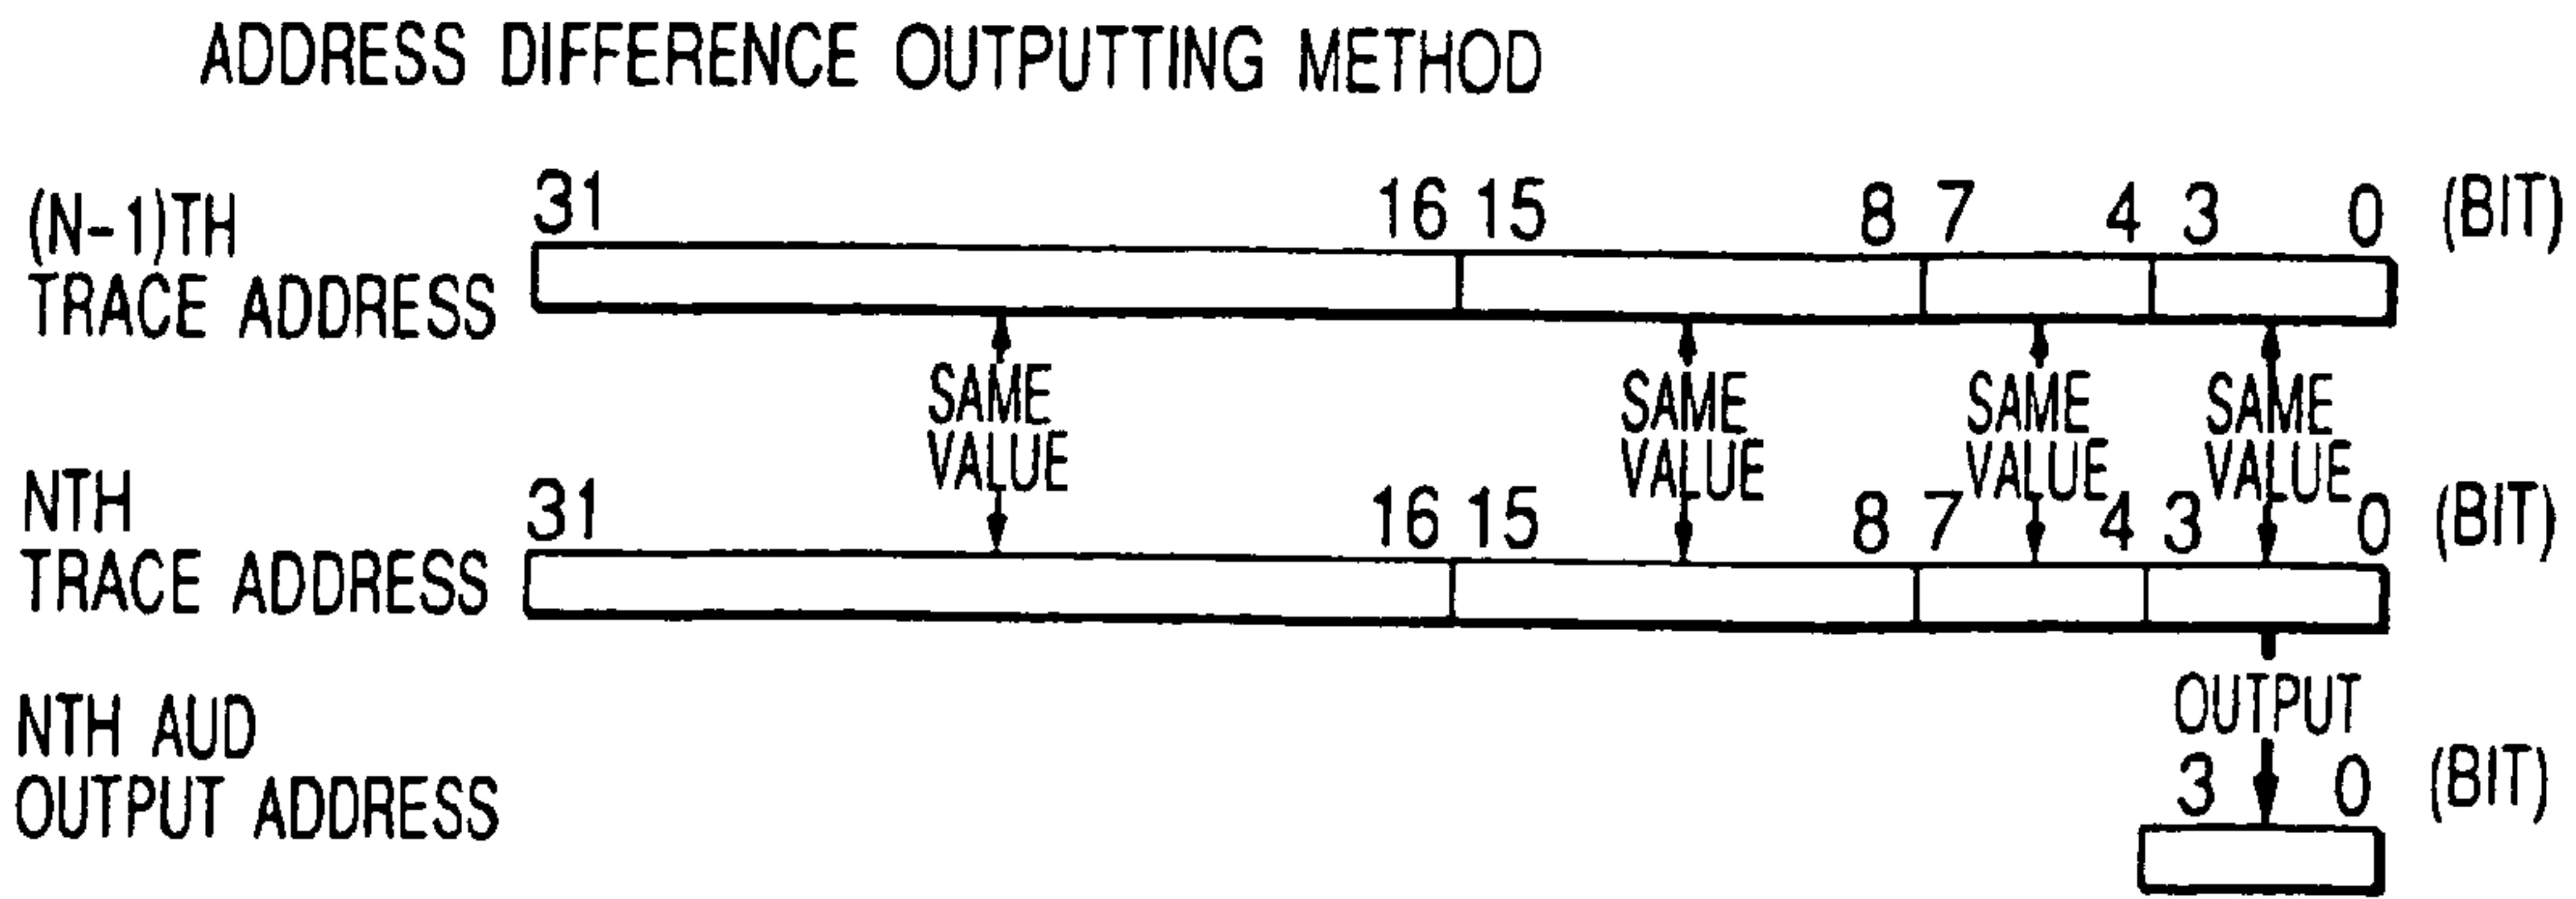 ADDRESS DIFFERENCE OUTPUTTING METHOD
(N-1)TH
TRACE ADDRESS
31 16 15 8 7 4 3 0 (BIT)
SAME
VALUE
SAME
VALUE
SAME
VALUE
SAME
VALUE
NTH
TRACE ADDRESS
31 16 15 8 7 4 3 0 (BIT)
OUTPUT
NTH AUD
OUTPUT ADDRESS
3 0 (BIT)